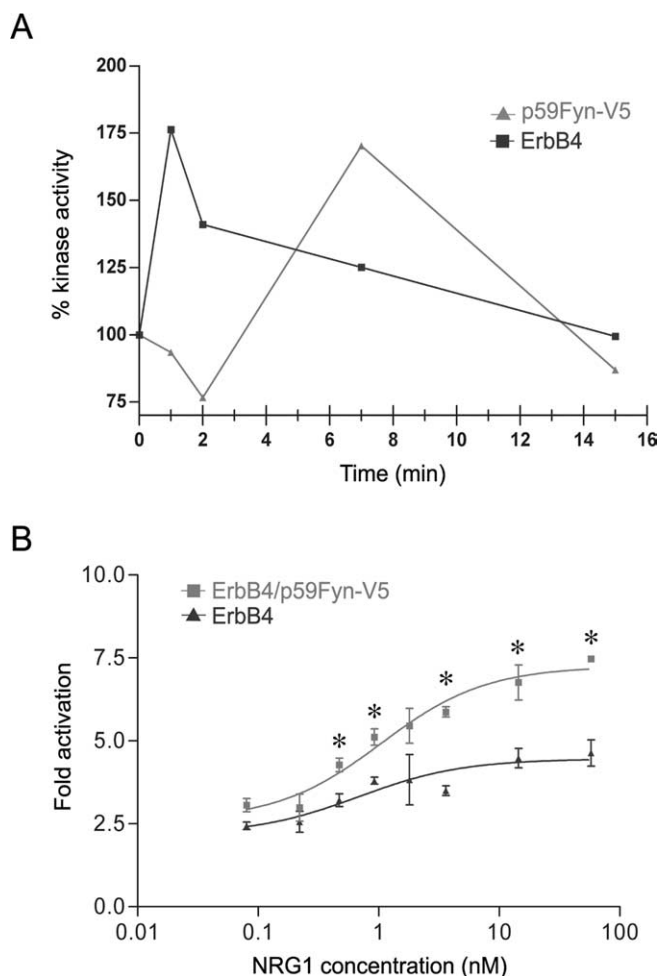 A
200
175
150
125
100
75
% kinase activity
p59Fyn-V5
ErbB4
0 2 4 6 8 10 12 14 16
Time (min)
B
10.0
7.5
5.0
2.5
0.0
Fold activation
ErbB4/p59Fyn-V5
ErbB4
* * * * *
0.01 0.1 1 10 100
NRG1 concentration (nM)